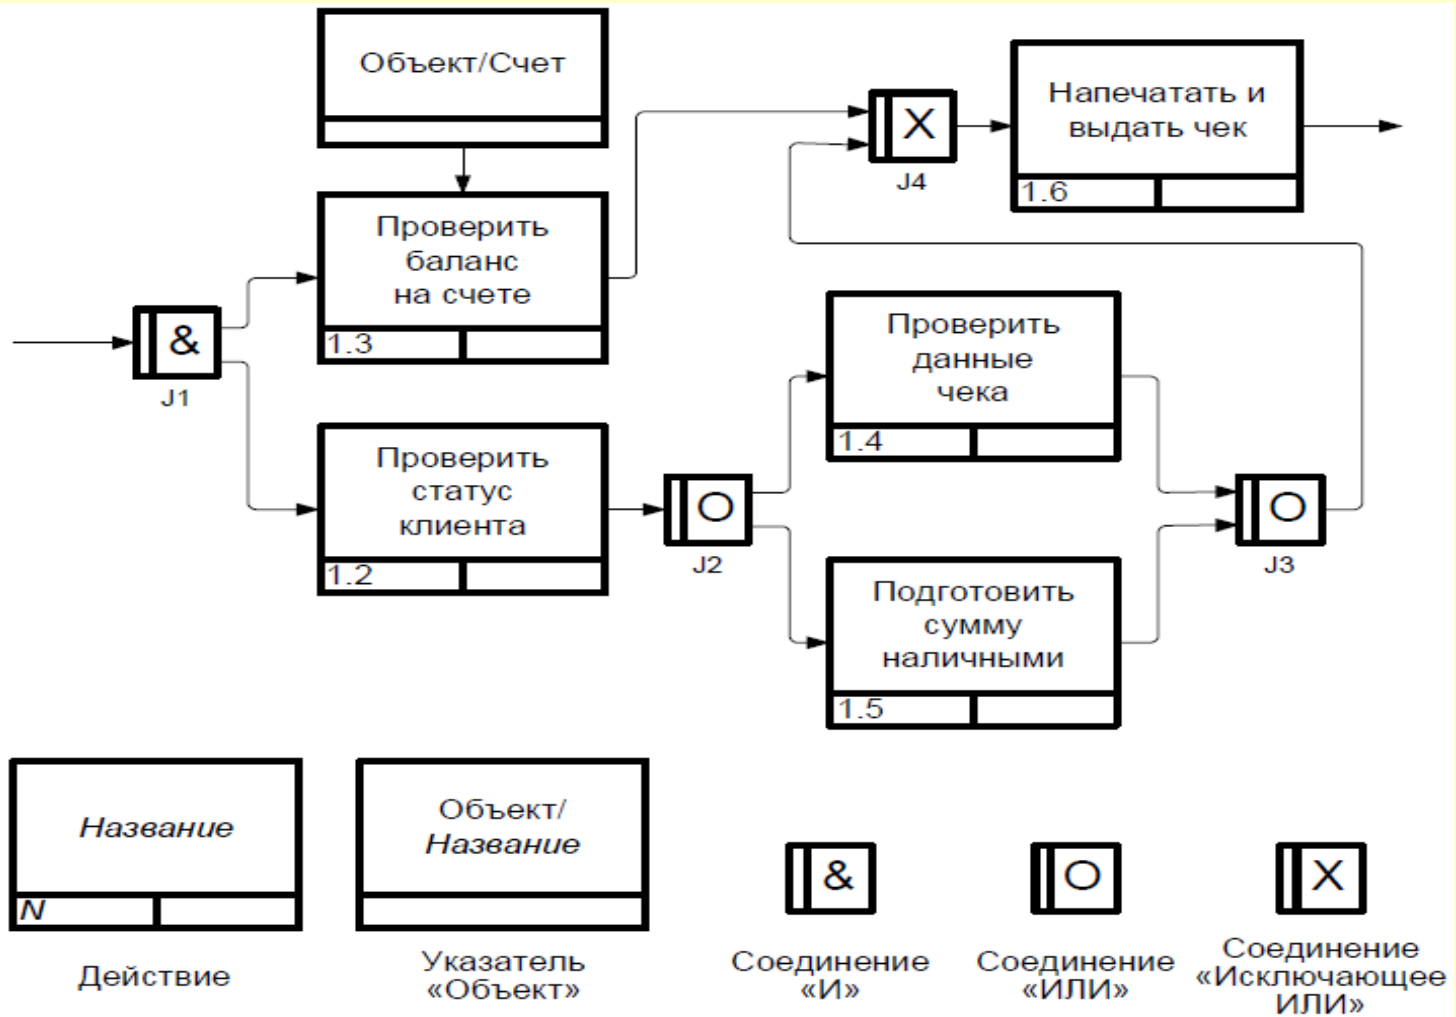 Объект/Счет
Напечатать и
выдать чек
X
J4
1.6
Проверить
баланс
на счете
1.3
&
J1
Проверить
данные
чека
1.4
Проверить
статус
клиента
1.2
O
J2
O
J3
Подготовить
сумму
наличными
1.5
Название
N
Действие
Объект/
Название
Указатель
«Объект»
&
Соединение
«И»
O
Соединение
«ИЛИ»
X
Соединение
«Исключающее
ИЛИ»